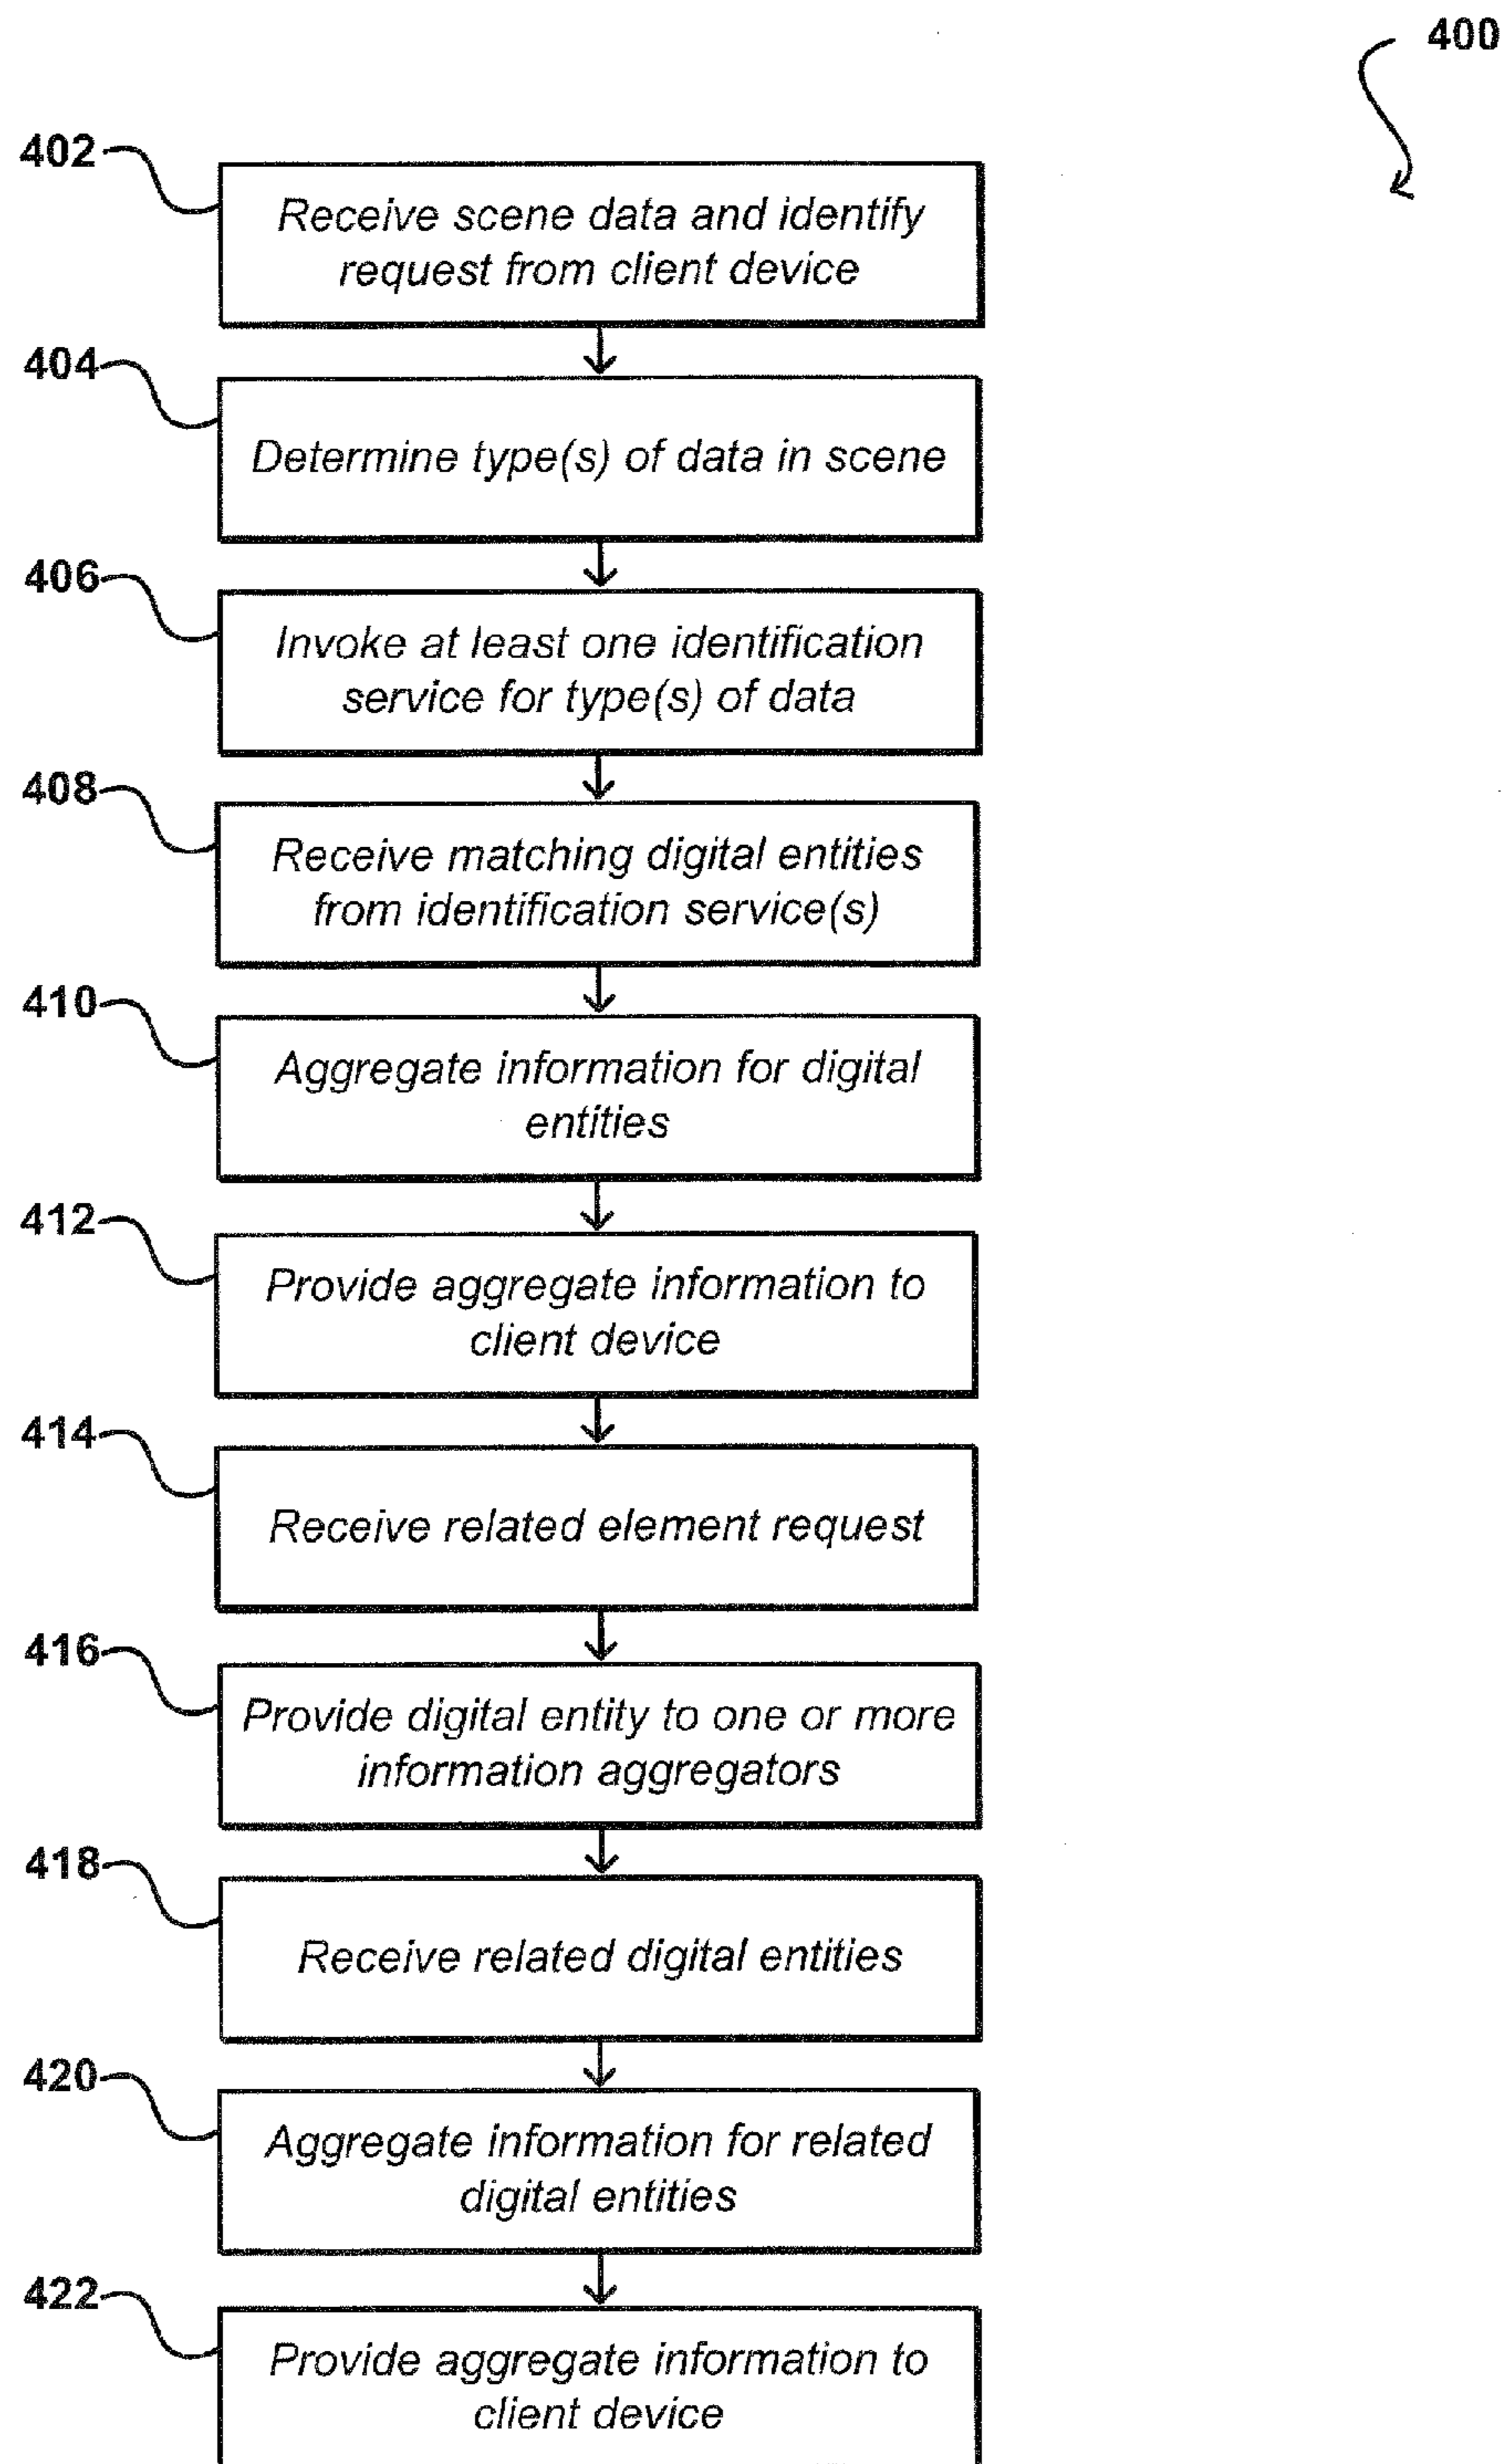 400
402
Receive scene data and identify
request from client device
404
Determine type(s) of data in scene
406
Invoke at least one identification
service for type(s) of data
408
Receive matching digital entities
from identification service(s)
410
Aggregate information for digital
entities
412
Provide aggregate information to
client device
414
Receive related element request
416
Provide digital entity to one or more
information aggregators
418
Receive related digital entities
420
Aggregate information for related
digital entities
422
Provide aggregate information to
client device